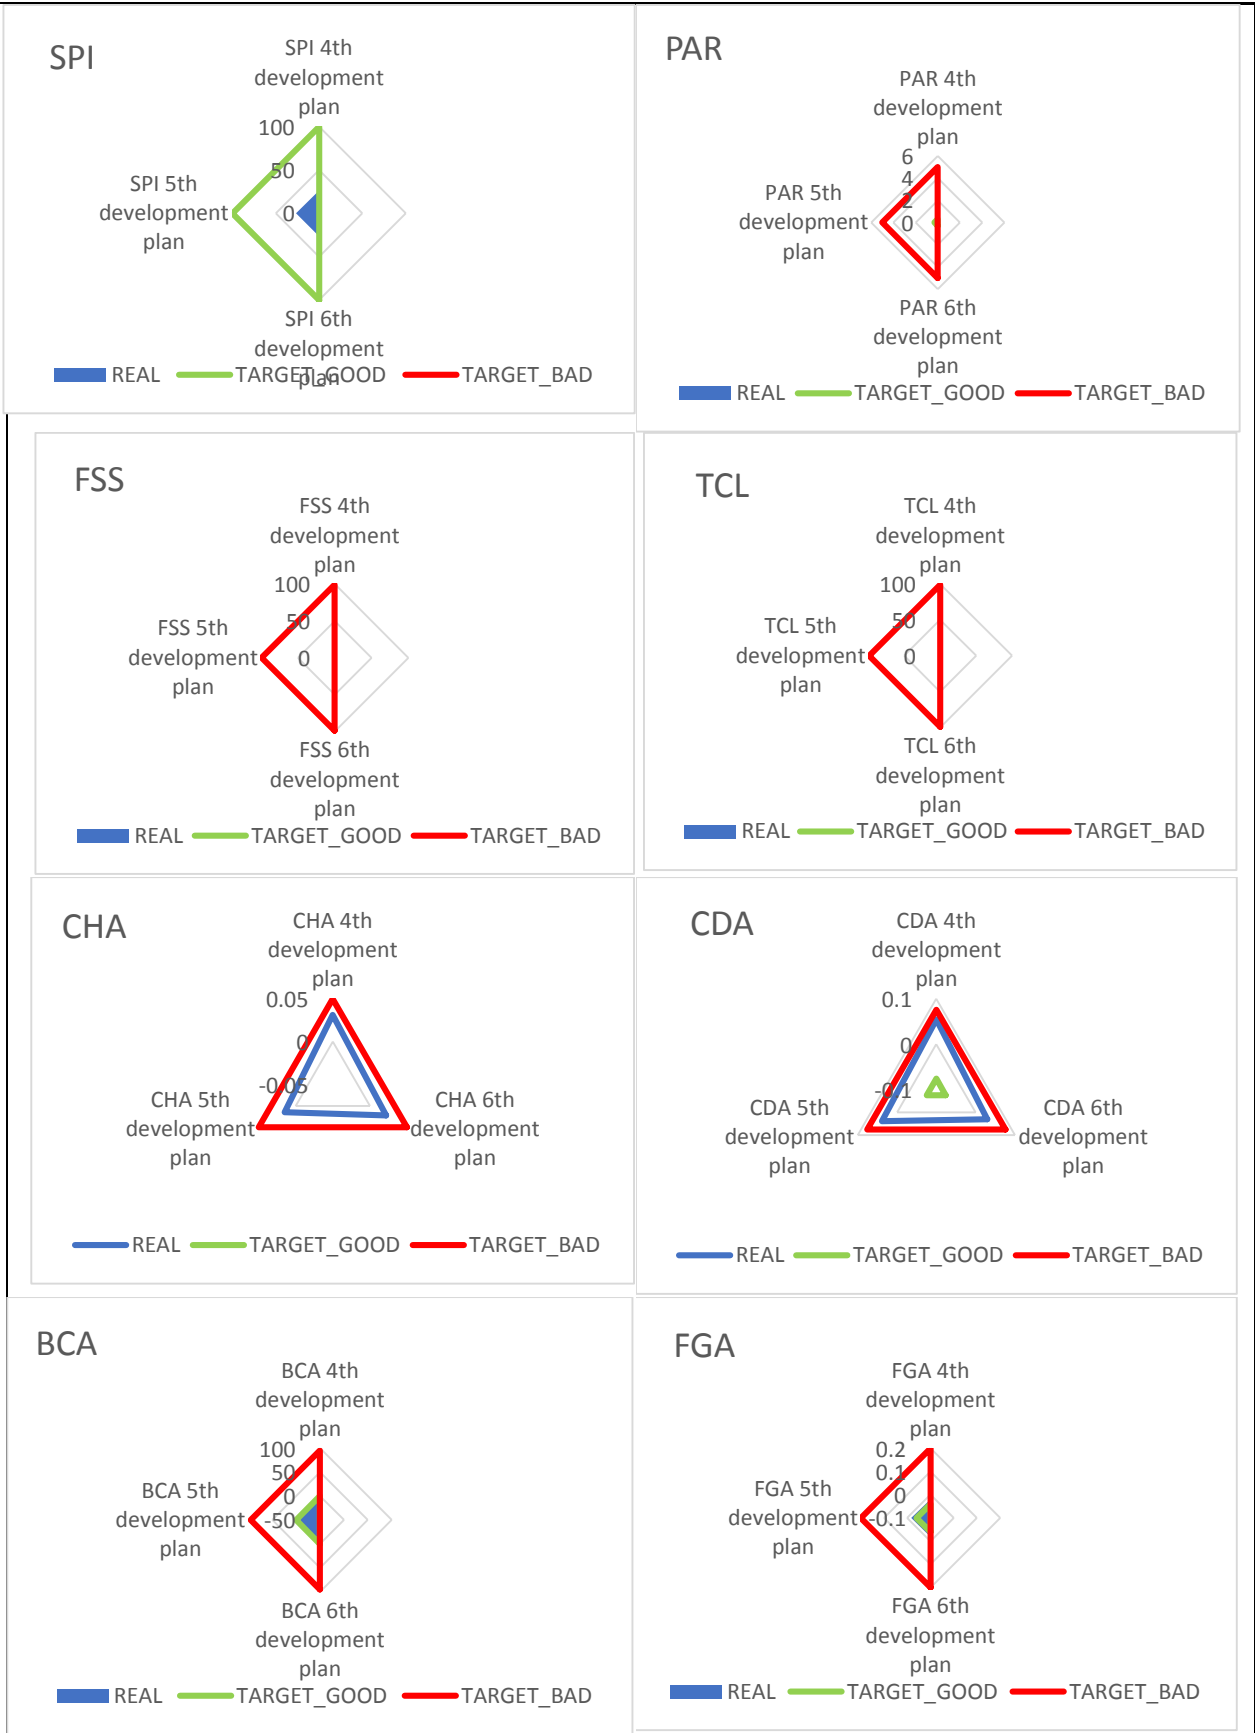 SPI
SPI 4th
development
plan
100
50
0
SPI 5th
development
plan
SPI 6th
development
plan
REAL TARGET_GOOD TARGET_BAD
PAR
PAR 4th
development
plan
6
4
2
0
PAR 5th
development
plan
PAR 6th
development
plan
REAL TARGET_GOOD TARGET_BAD
FSS
FSS 4th
development
plan
100
50
0
FSS 5th
development
plan
FSS 6th
development
plan
REAL TARGET_GOOD TARGET_BAD
TCL
TCL 4th
development
plan
100
50
0
TCL 5th
development
plan
TCL 6th
development
plan
REAL TARGET_GOOD TARGET_BAD
CHA
CHA 4th
development
plan
0.05
0
-0.05
CHA 5th
development
plan
CHA 6th
development
plan
REAL TARGET_GOOD TARGET_BAD
CDA
CDA 4th
development
plan
0.1
0
-0.1
CDA 5th
development
plan
CDA 6th
development
plan
REAL TARGET_GOOD TARGET_BAD
BCA
BCA 4th
development
plan
100
50
0
-50
BCA 5th
development
plan
BCA 6th
development
plan
REAL TARGET_GOOD TARGET_BAD
FGA
FGA 4th
development
plan
0.2
0.1
0
-0.1
FGA 5th
development
plan
FGA 6th
development
plan
REAL TARGET_GOOD TARGET_BAD